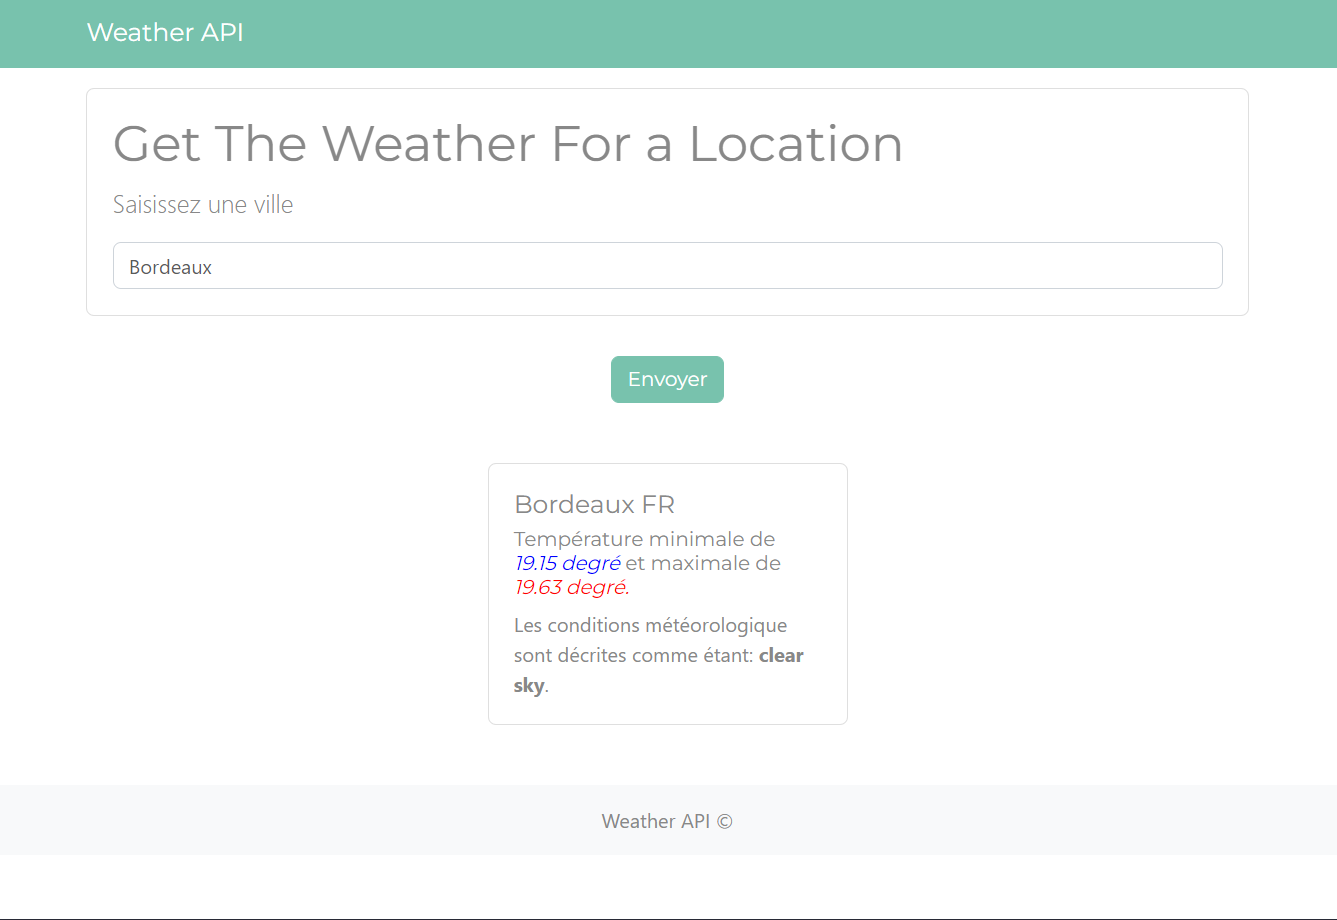 Weather API
Get The Weather For a Location
Saisissez une ville
Bordeaux
Envoyer
Bordeaux FR
Température minimale de
19.15 degré et maximale de
19.63 degré.
Les conditions météorologique
sont décrites comme étant: clear
sky.
Weather API ©